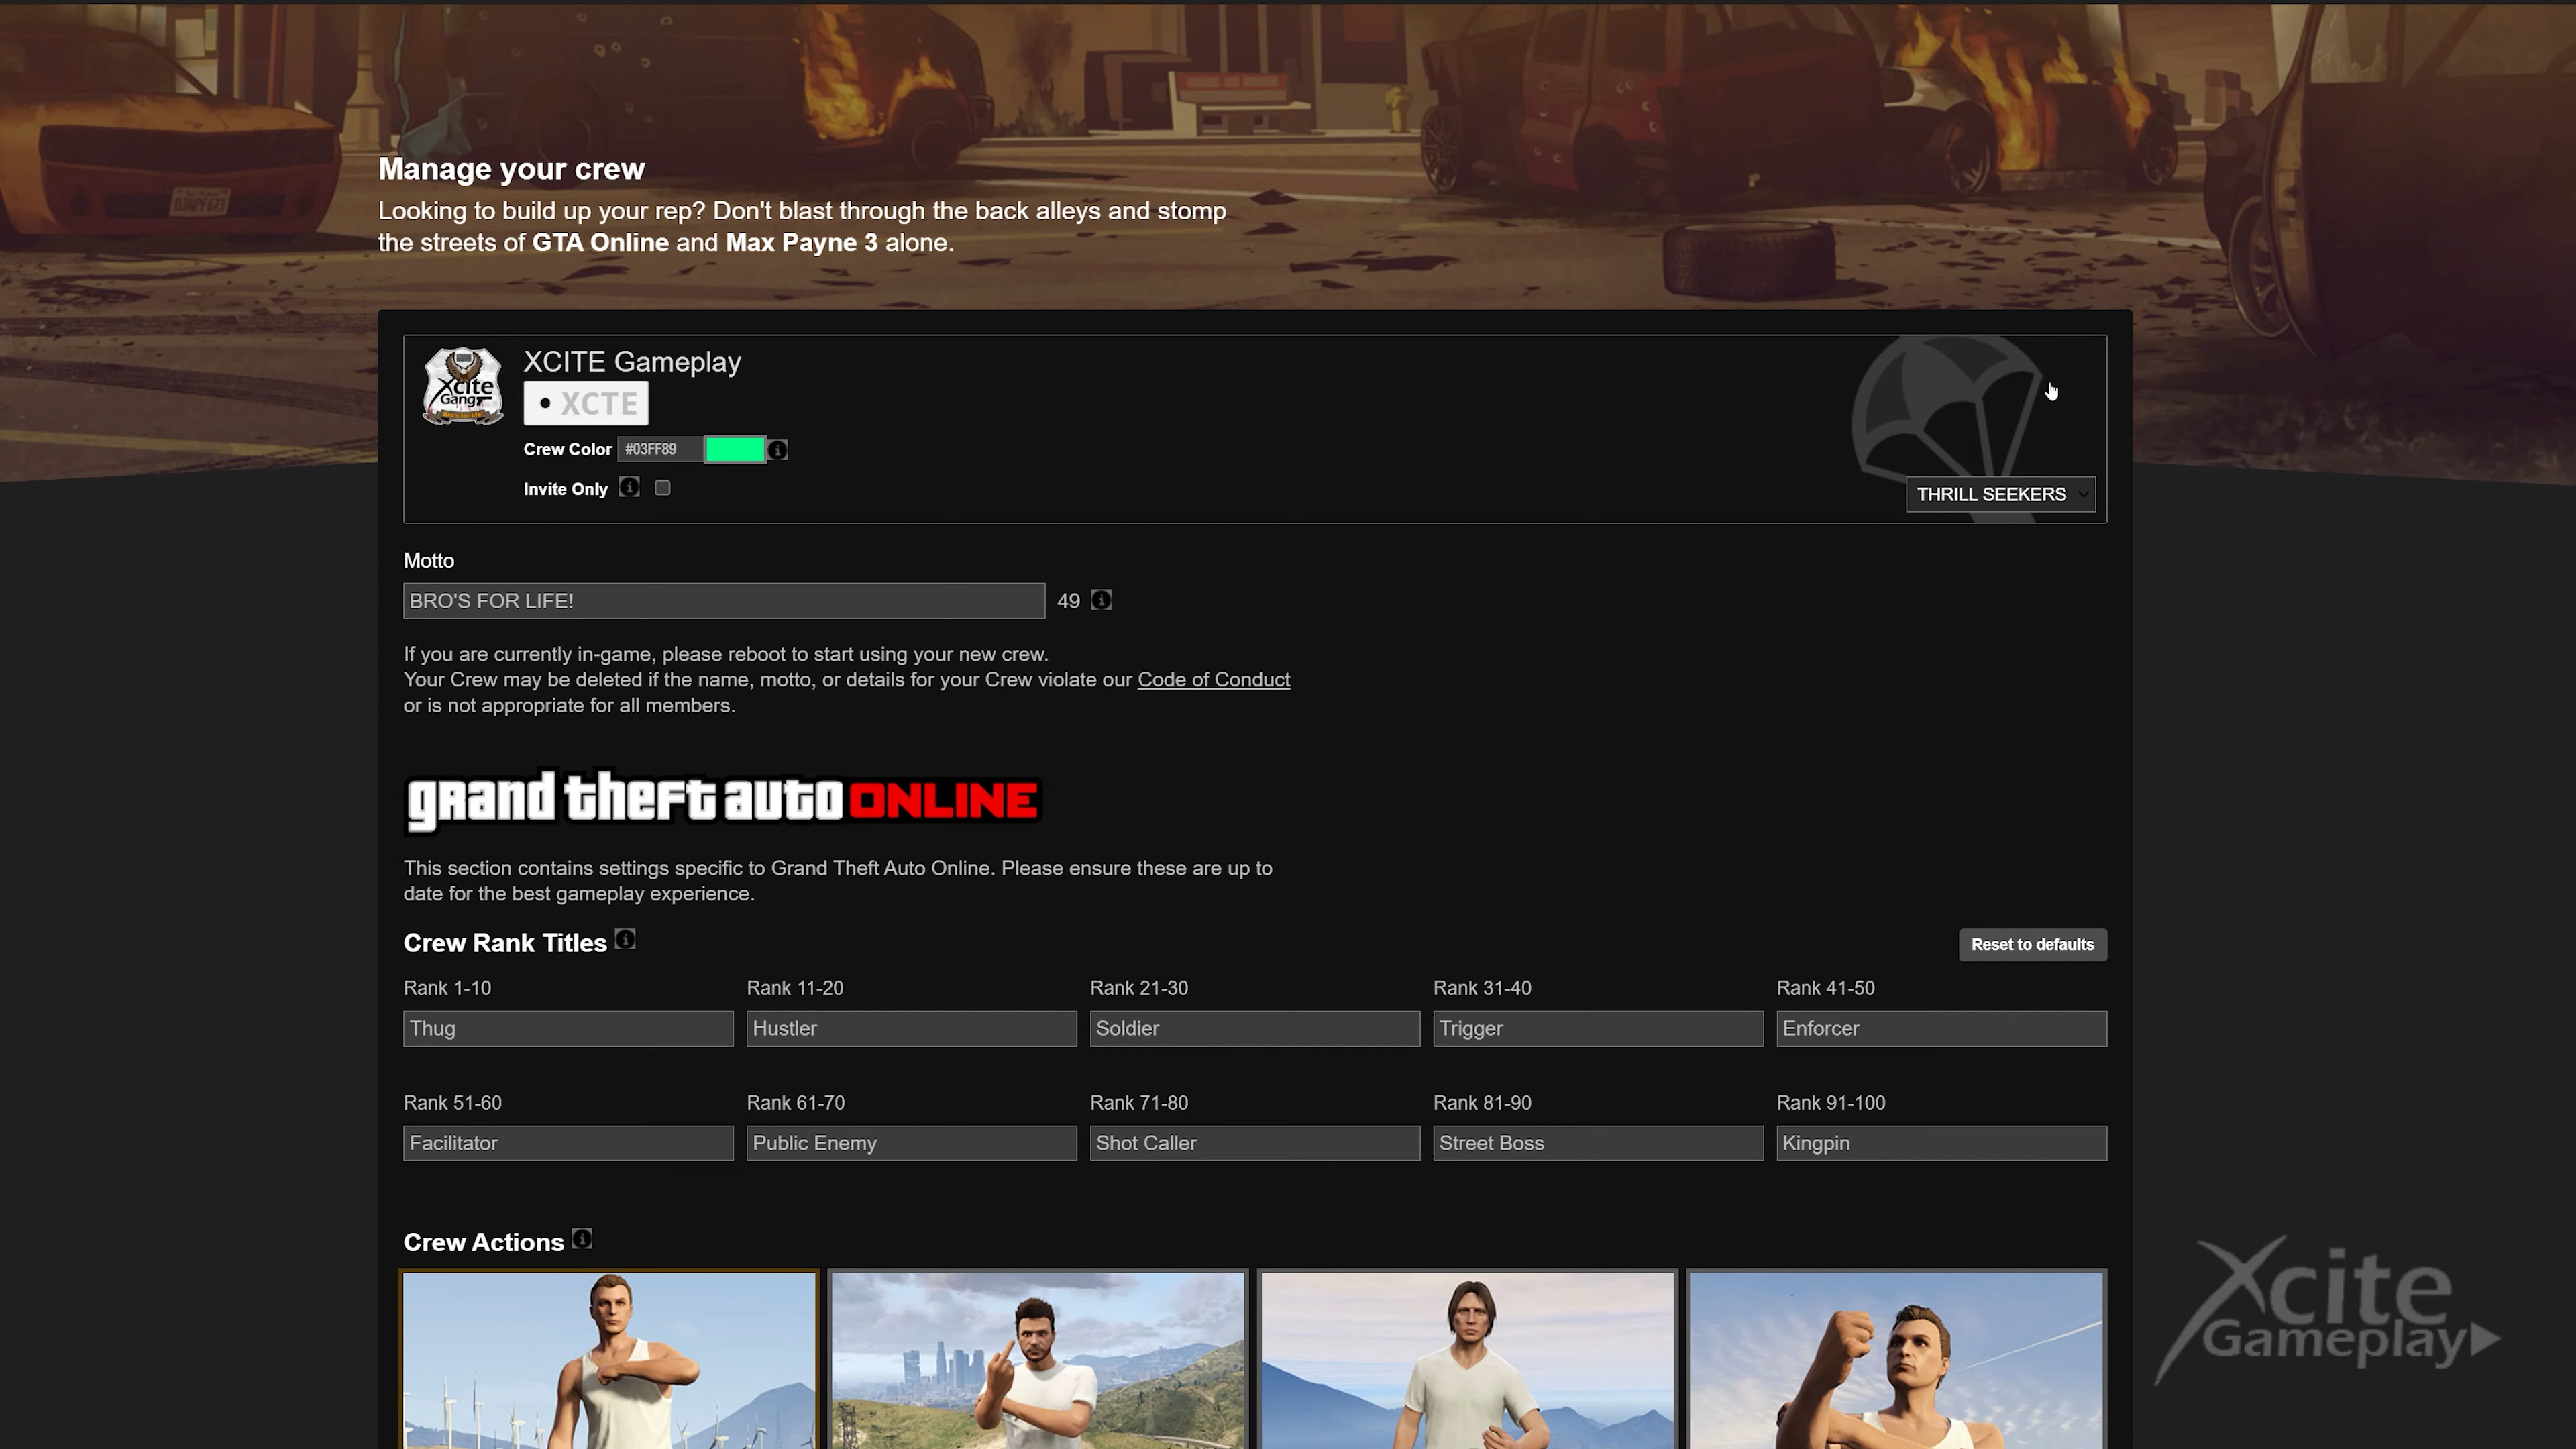 Manage your crew
Looking to build up your rep? Don't blast through the back alleys and stomp
the streets of GTA Online and Max Payne 3 alone.
XCITE Gameplay
Xcite
Gang
Bro's for life!
• XCTE
Crew Color #03FF89
Invite Only
THRILL SEEKERS
Motto
BRO'S FOR LIFE!
49
If you are currently in-game, please reboot to start using your new crew.
Your Crew may be deleted if the name, motto, or details for your Crew violate our Code of Conduct
or is not appropriate for all members.
grand theft auto ONLINE
This section contains settings specific to Grand Theft Auto Online. Please ensure these are up to
date for the best gameplay experience.
Crew Rank Titles
Reset to defaults
Rank 1-10 Rank 11-20 Rank 21-30 Rank 31-40 Rank 41-50
Thug Hustler Soldier Trigger Enforcer
Rank 51-60 Rank 61-70 Rank 71-80 Rank 81-90 Rank 91-100
Facilitator Public Enemy Shot Caller Street Boss Kingpin
Crew Actions
Xcite
Gameplay